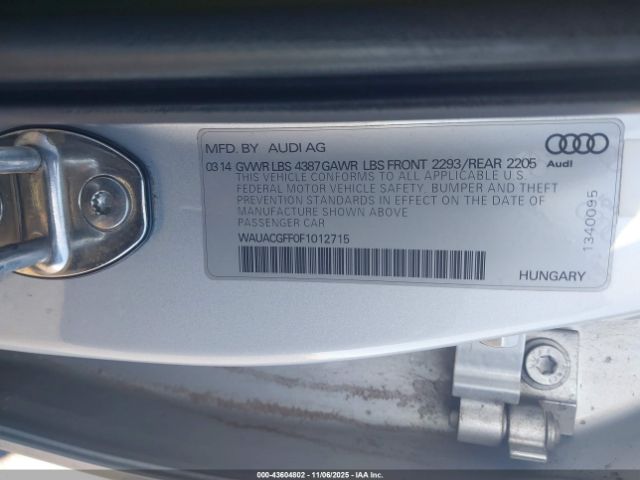 MFD. BY AUDI AG
03 14 GVWR LBS 4387 GAWR LBS FRONT 2293/REAR 2205
THIS VEHICLE CONFORMS TO ALL APPLICABLE U.S.
FEDERAL MOTOR VEHICLE SAFETY, BUMPER AND THEFT
PREVENTION STANDARDS IN EFFECT ON THE DATE OF
MANUFACTURE SHOWN ABOVE
PASSENGER CAR
WAUACGFF0F1012715
HUNGARY
Audi
1340095
000-43604802 - 11/06/2025 - IAAI Inc.